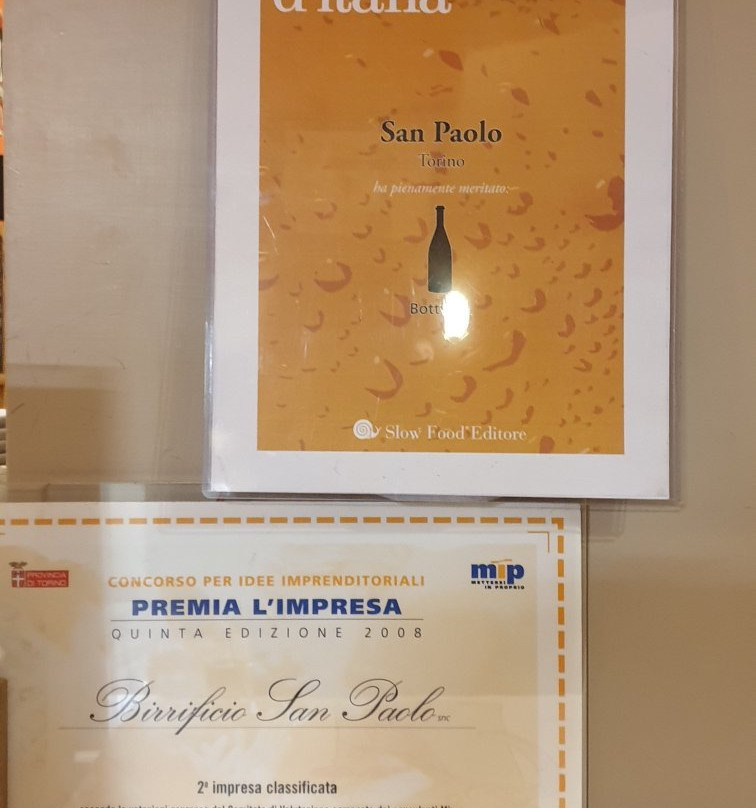 d'Italia
San Paolo
Torino
ha pienamente meritato:
Slow Food® Editore
PROVINCIA
DI TORINO
CONCORSO PER IDEE IMPRENDITORIALI
mip
METTERSI
IN PROPRIO
PREMIA L'IMPRESA
QUINTA EDIZIONE 2008
Birrificio San Paolo snc
2ª impresa classificata